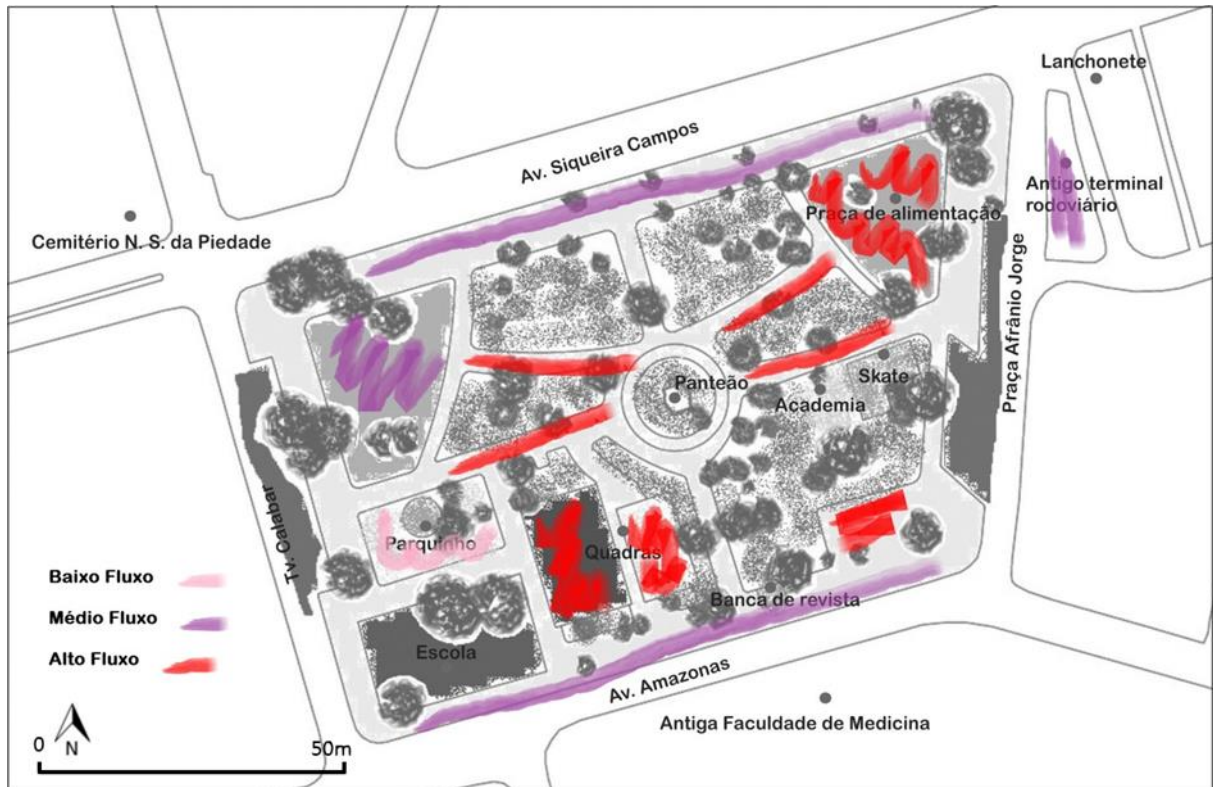 Lanchonete
Av. Siqueira Campos
Antigo terminal
rodoviário
Praça de alimentação
Cemitério N. S. da Piedade
Praça Afrânio Jorge
Skate
Panteão
Academia
Tv. Calabar
Parquinho
Quadras
Banca de revista
Escola
Av. Amazonas
Antiga Faculdade de Medicina
Baixo Fluxo
Médio Fluxo
Alto Fluxo
N
0 50m